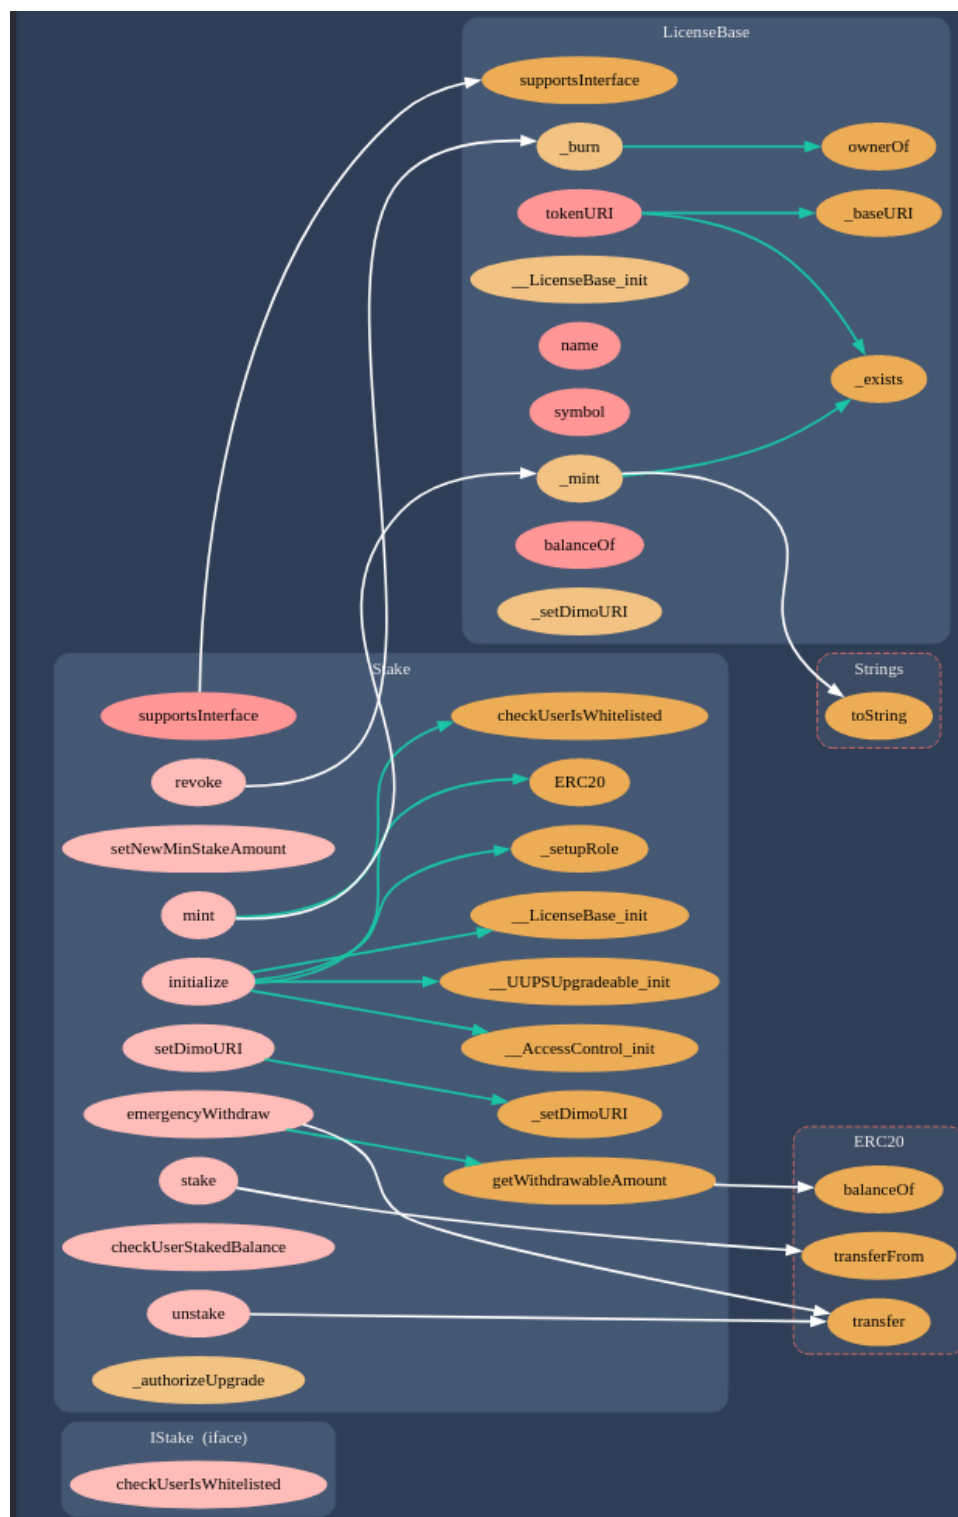 LicenseBase
supportsInterface
_burn
ownerOf
tokenURI
_baseURI
__LicenseBase_init
name
_exists
symbol
_mint
balanceOf
_setDimoURI
Stake
Strings
supportsInterface
checkUserIsWhitelisted
toString
revoke
ERC20
setNewMinStakeAmount
_setupRole
mint
__LicenseBase_init
initialize
__UUPSUpgradeable_init
setDimoURI
__AccessControl_init
emergencyWithdraw
_setDimoURI
ERC20
stake
getWithdrawableAmount
balanceOf
checkUserStakedBalance
transferFrom
unstake
transfer
_authorizeUpgrade
IStake (iface)
checkUserIsWhitelisted